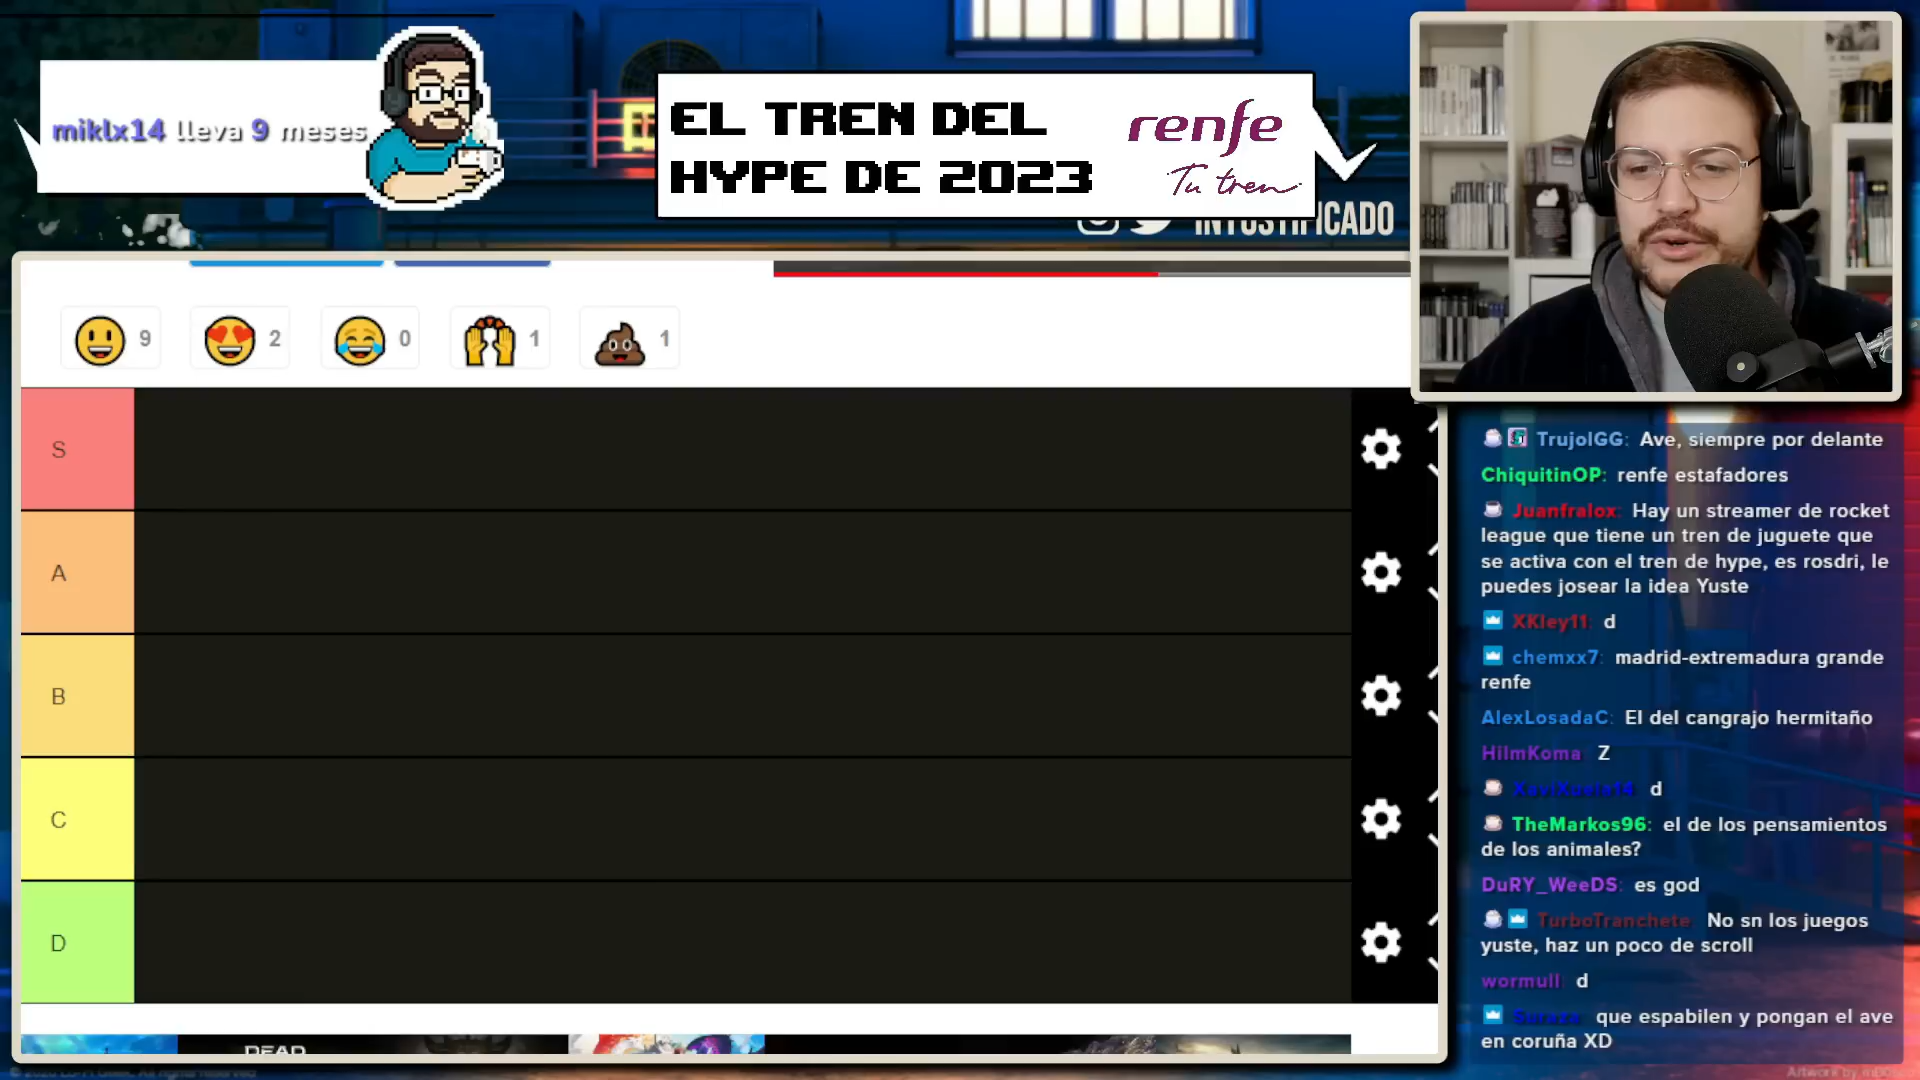 miklx14 lleva 9 meses
EL TREN DEL
HYPE DE 2023
renfe
Tu tren
9
2
0
1
1
S
A
B
C
D
TrujolGG: Ave, siempre por delante
ChiquitinOP: renfe estafadores
Juanfralox: Hay un streamer de rocket
league que tiene un tren de juguete que
se activa con el tren de hype, es rosdri, le
puedes josear la idea Yuste
XKley11: d
chemxx7: madrid-extremadura grande
renfe
AlexLosadaC: El del cangrajo hermitaño
HilmKoma: Z
d
TheMarkos96: el de los pensamientos
de los animales?
DuRY_WeeDS: es god
TurboTranchete: No sn los juegos
yuste, haz un poco de scroll
wormull: d
que espabilen y pongan el ave
en coruña XD